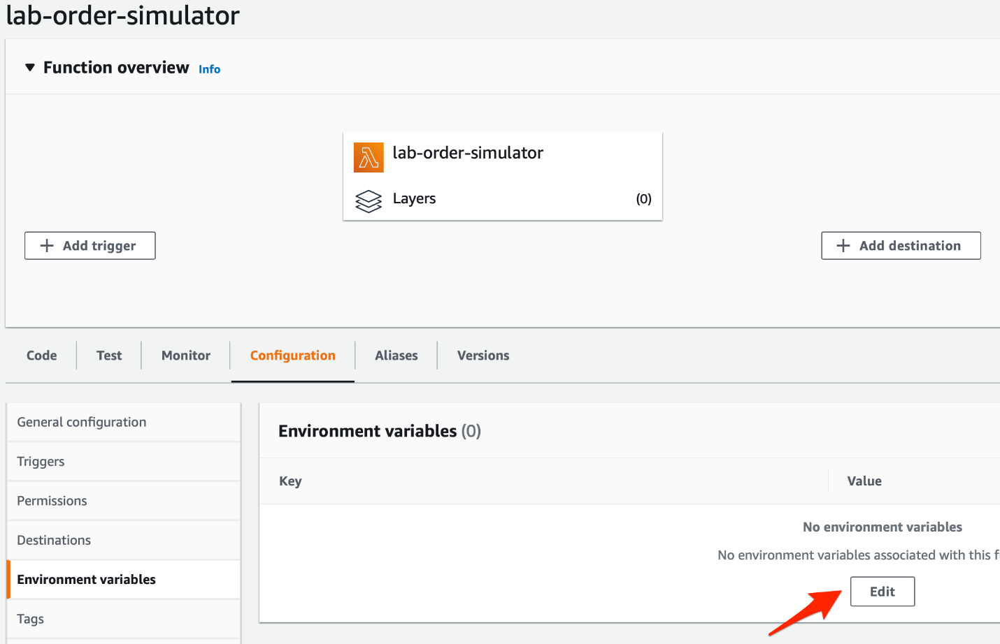 lab-order-simulator
Function overview Info
lab-order-simulator
Layers (0)
Add trigger
Add destination
Code Test Monitor Configuration Aliases Versions
General configuration
Triggers
Permissions
Destinations
Environment variables
Tags
Environment variables (0)
Key Value
No environment variables
No environment variables associated with this f
Edit